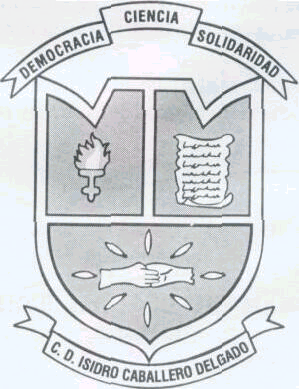 DEMOCRACIA CIENCIA SOLIDARIDAD
C. D. ISIDRO CABALLERO DELGADO